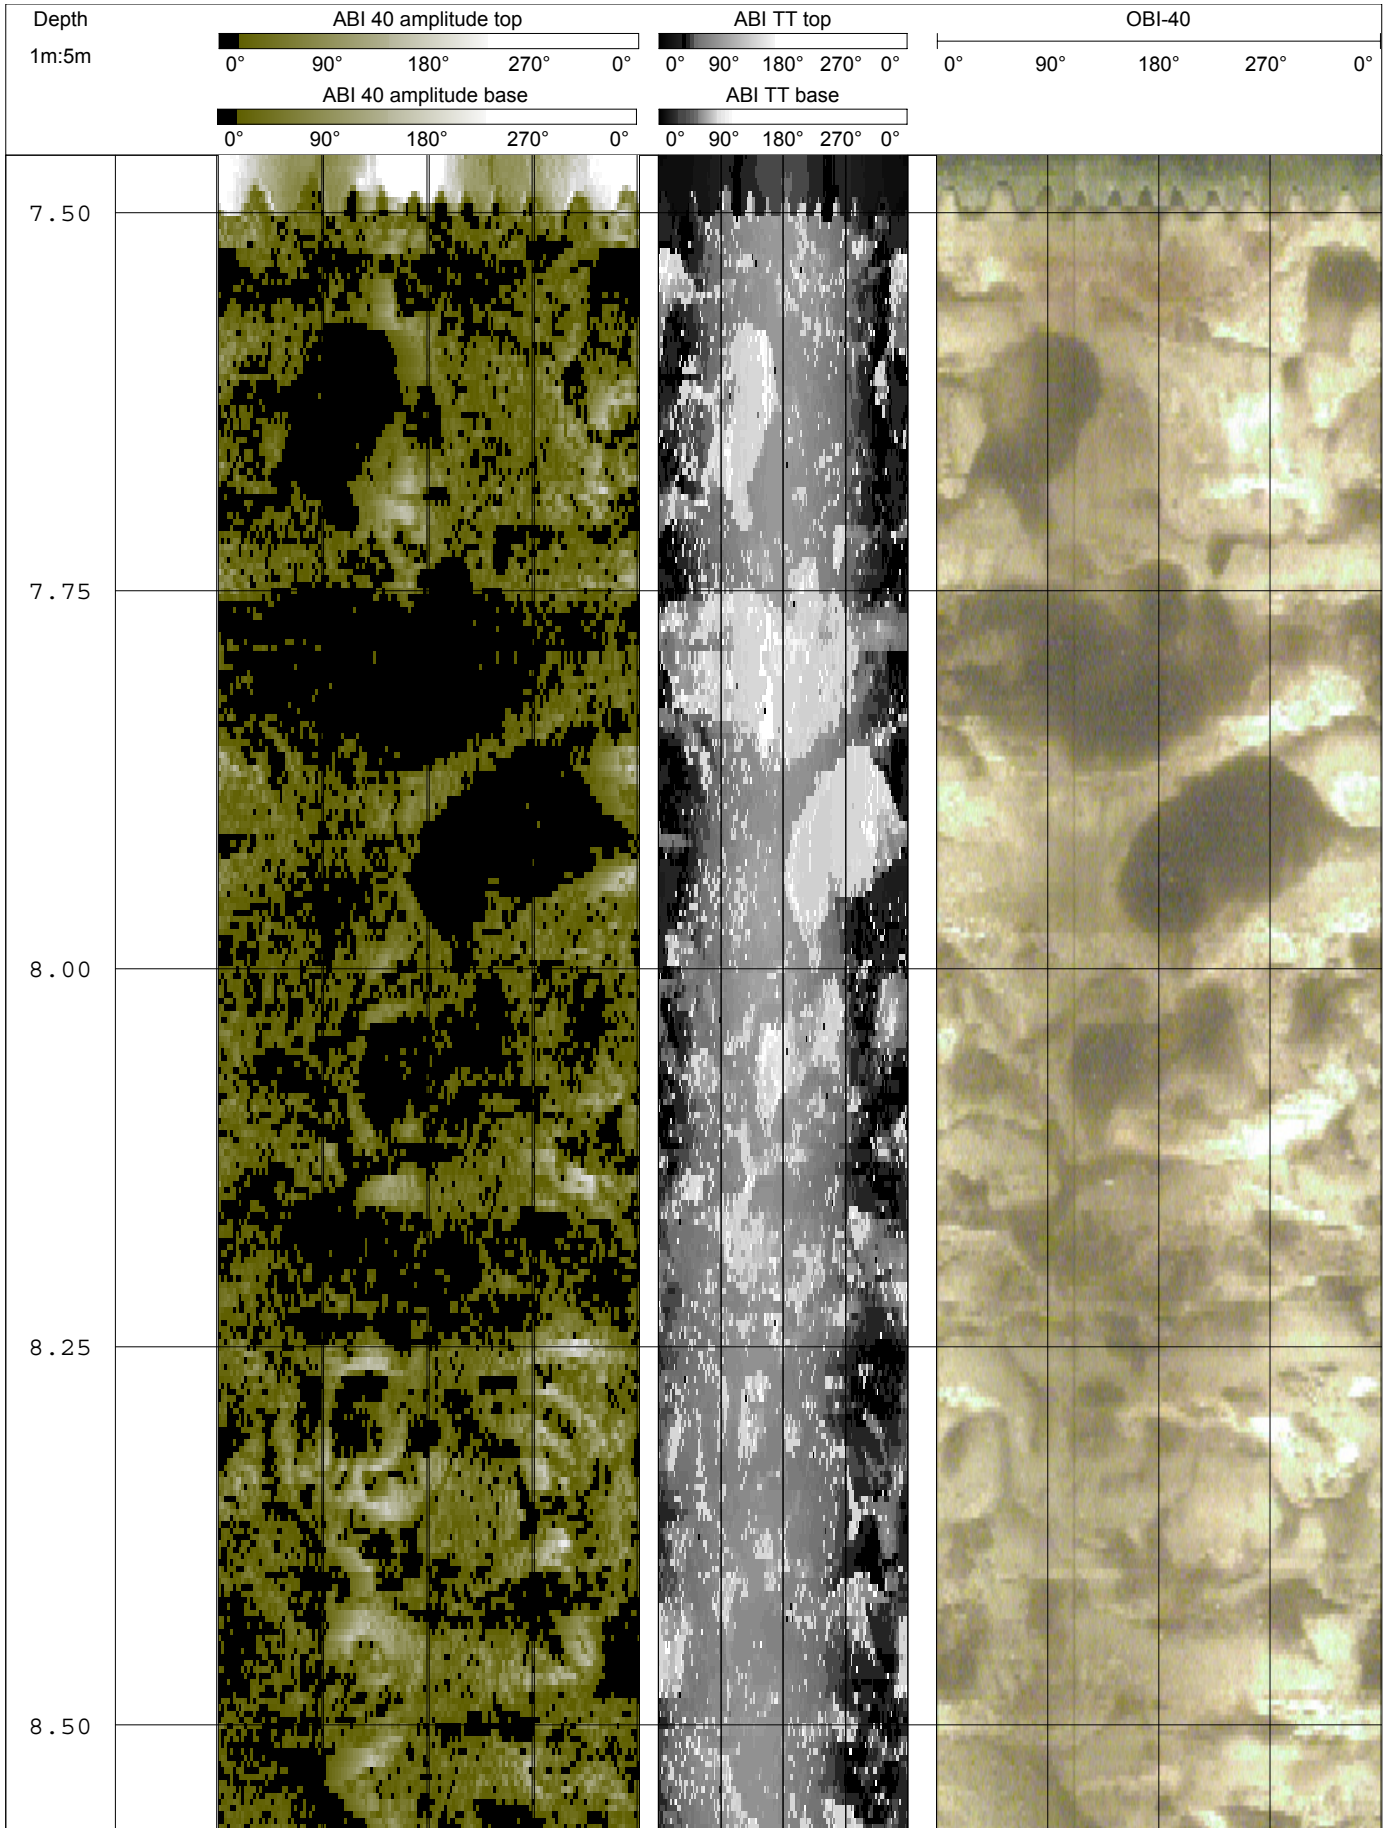 Depth
1m:5m
ABI 40 amplitude top
0° 90° 180° 270° 0°
ABI 40 amplitude base
0° 90° 180° 270° 0°
ABI TT top
0° 90° 180° 270° 0°
ABI TT base
0° 90° 180° 270° 0°
OBI-40
0° 90° 180° 270° 0°
7.50
7.75
8.00
8.25
8.50